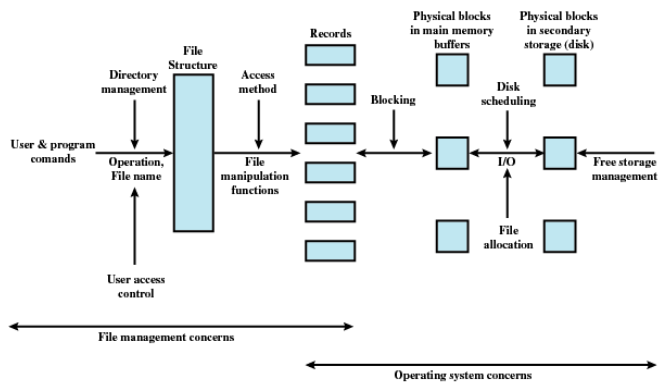 File
Structure
Records
Physical blocks
in main memory
buffers
Physical blocks
in secondary
storage (disk)
Directory
management
Access
method
Blocking
Disk
scheduling
User & program
comands
Operation,
File name
File
manipulation
functions
I/O
Free storage
management
File
allocation
User access
control
File management concerns
Operating system concerns